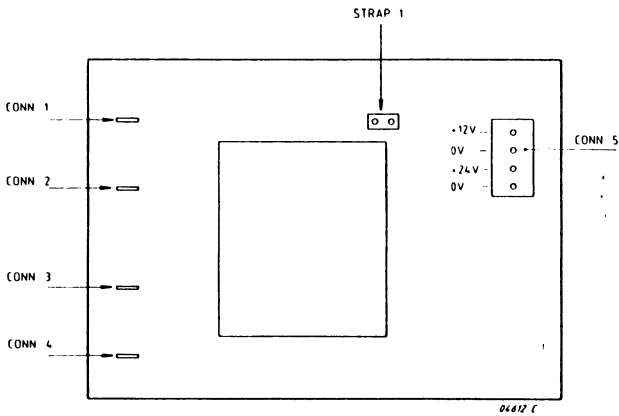 STRAP 1
CONN 1
+12V
CONN 5
0V
+24V
CONN 2
0V
CONN 3
CONN 4
04612 C